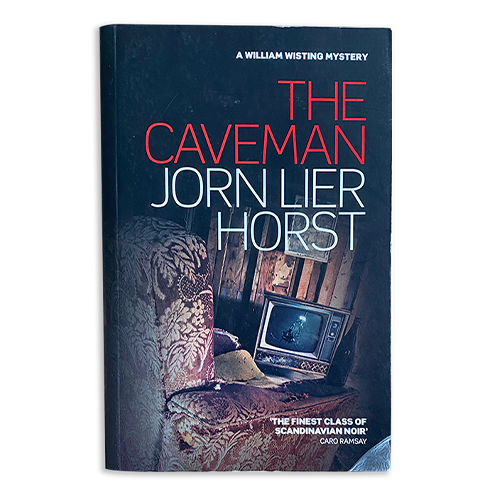 A WILLIAM WISTING MYSTERY
THE
CAVEMAN
JORN LIER
HORST
'THE FINEST CLASS OF
SCANDINAVIAN NOIR'
CARO RAMSAY